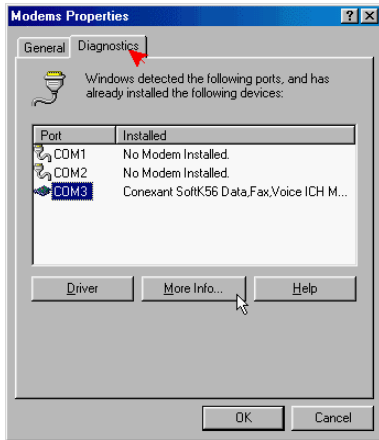 Modems Properties
General Diagnostics
Windows detected the following ports, and has
already installed the following devices:
Port Installed
COM1 No Modem Installed.
COM2 No Modem Installed.
COM3 Conexant SoftK56 Data,Fax,Voice ICH M...
Driver More Info... Help
OK Cancel